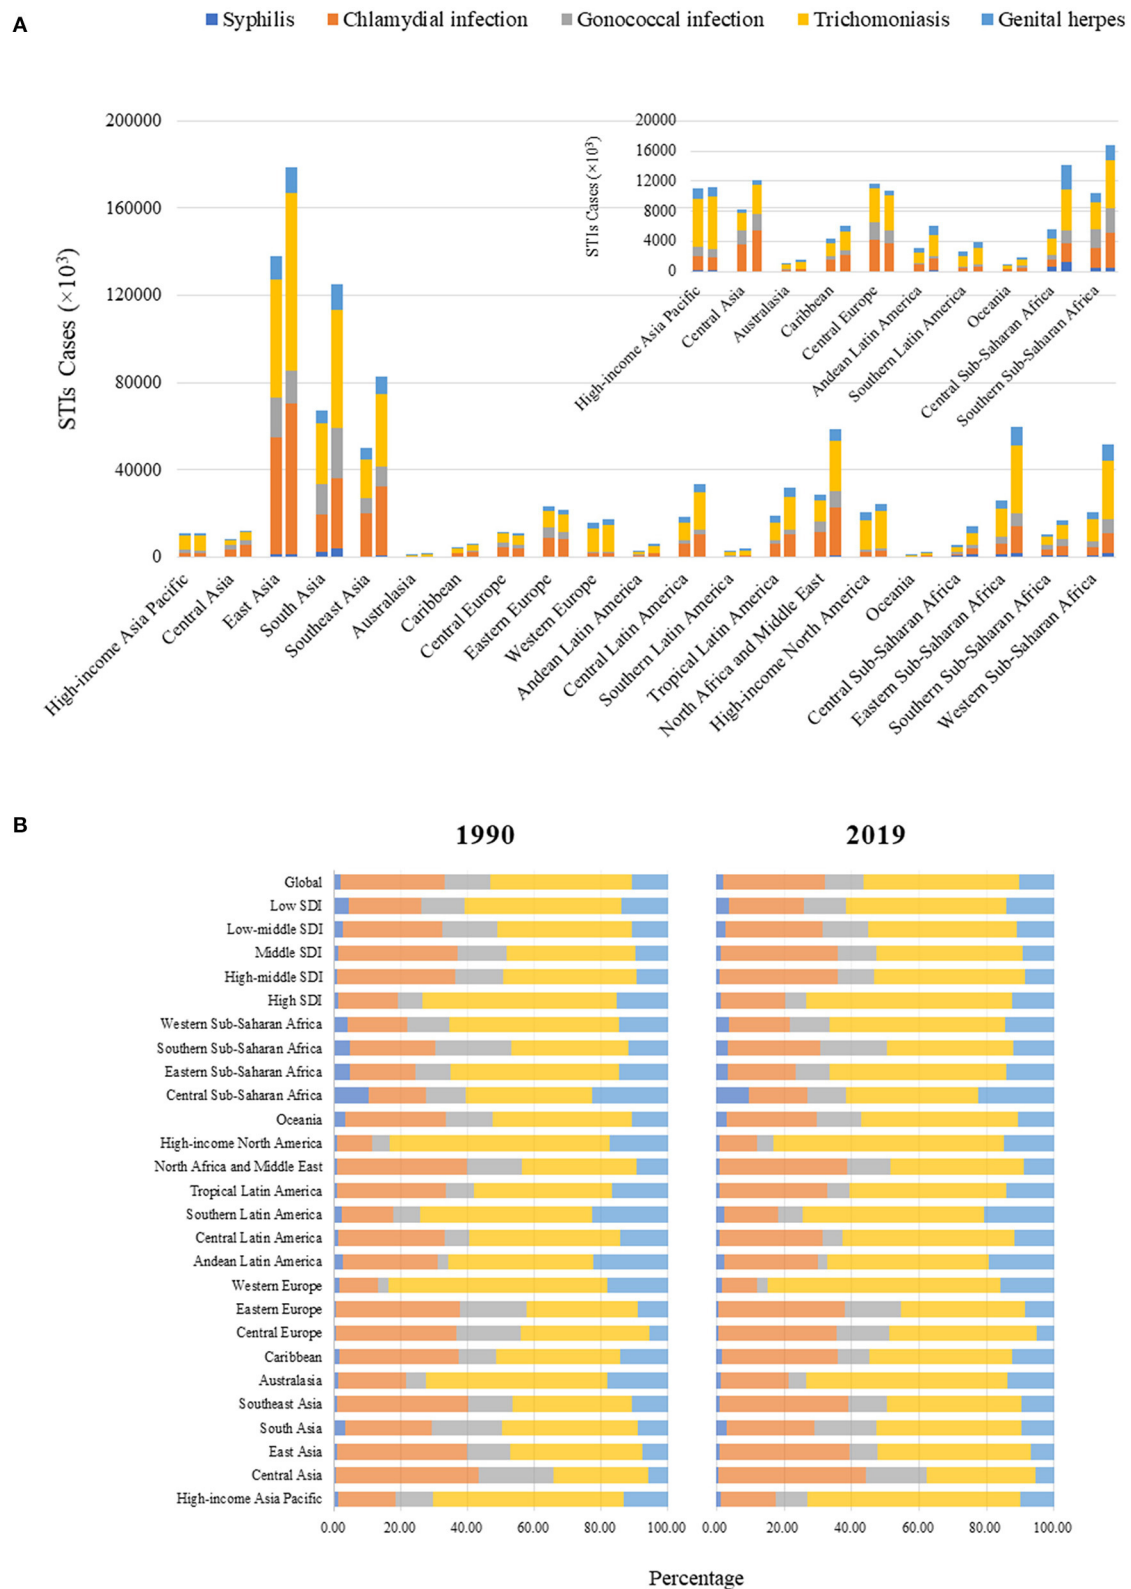 A
Syphilis Chlamydial infection Gonococcal infection Trichomoniasis Genital herpes
STIs Cases (×10³)
200000
160000
120000
80000
40000
0
High-income Asia Pacific
Central Asia
East Asia
South Asia
Southeast Asia
Australasia
Caribbean
Central Europe
Eastern Europe
Western Europe
Andean Latin America
Central Latin America
Southern Latin America
Tropical Latin America
North Africa and Middle East
High-income North America
Oceania
Central Sub-Saharan Africa
Eastern Sub-Saharan Africa
Southern Sub-Saharan Africa
Western Sub-Saharan Africa
STIs Cases (×10³)
20000
16000
12000
8000
4000
0
High-income Asia Pacific
Central Asia
Australasia
Caribbean
Central Europe
Andean Latin America
Southern Latin America
Oceania
Central Sub-Saharan Africa
Southern Sub-Saharan Africa
B
1990 2019
Global
Low SDI
Low-middle SDI
Middle SDI
High-middle SDI
High SDI
Western Sub-Saharan Africa
Southern Sub-Saharan Africa
Eastern Sub-Saharan Africa
Central Sub-Saharan Africa
Oceania
High-income North America
North Africa and Middle East
Tropical Latin America
Southern Latin America
Central Latin America
Andean Latin America
Western Europe
Eastern Europe
Central Europe
Caribbean
Australasia
Southeast Asia
South Asia
East Asia
Central Asia
High-income Asia Pacific
0.00 20.00 40.00 60.00 80.00 100.00 0.00 20.00 40.00 60.00 80.00 100.00
Percentage